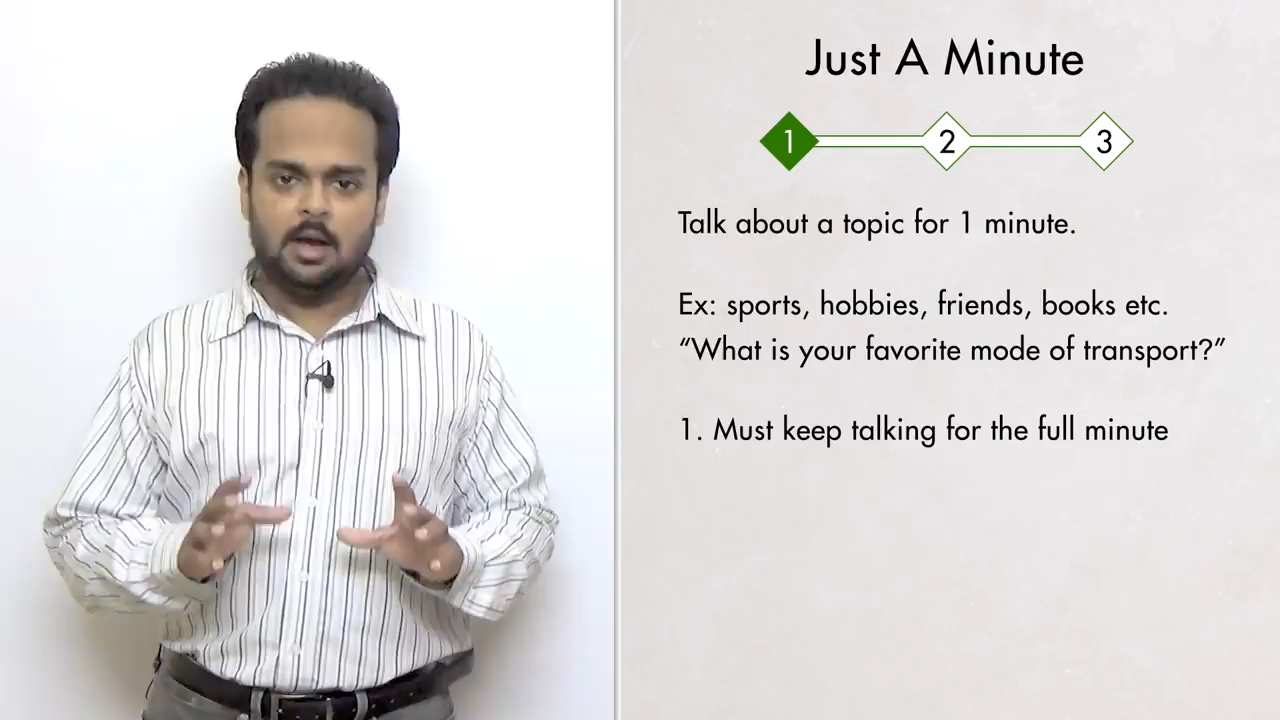 Just A Minute
1 2 3
Talk about a topic for 1 minute.
Ex: sports, hobbies, friends, books etc.
“What is your favorite mode of transport?”
1. Must keep talking for the full minute